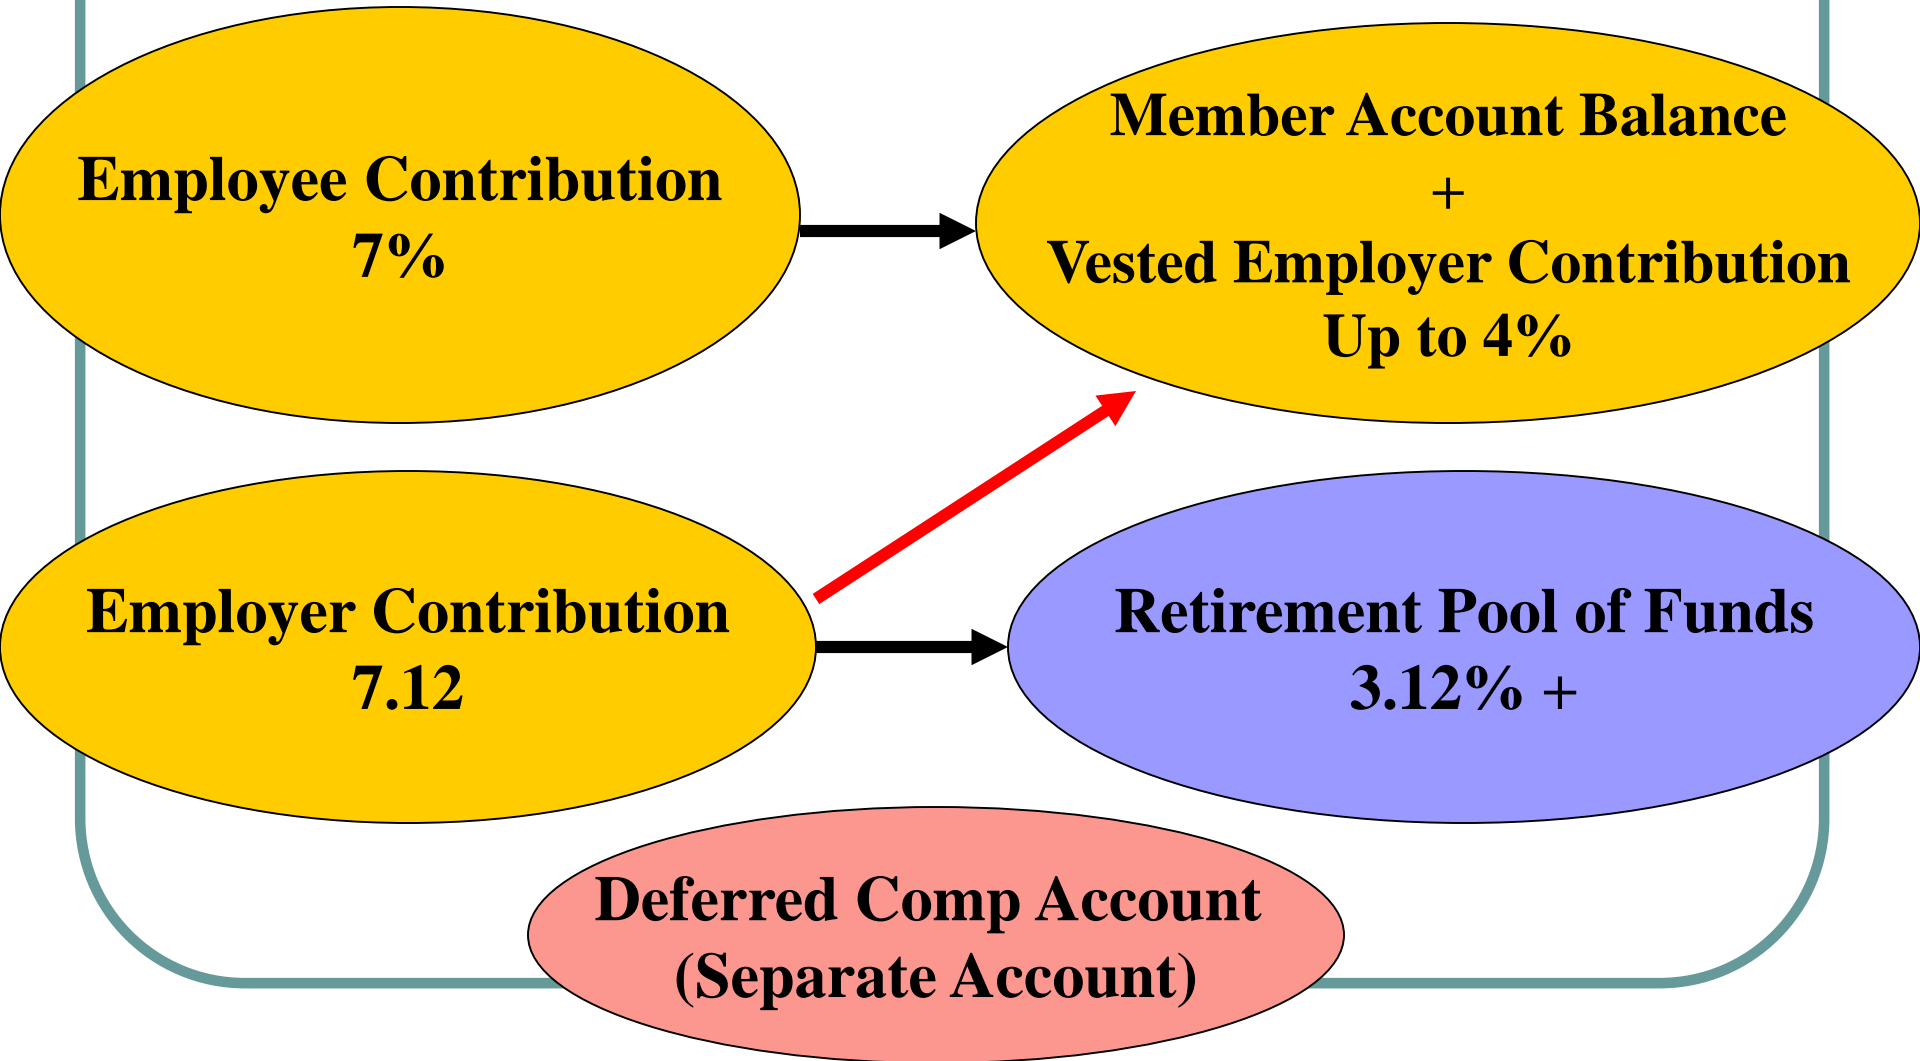 Employee Contribution
7%
Member Account Balance
+
Vested Employer Contribution
Up to 4%
Employer Contribution
7.12
Retirement Pool of Funds
3.12% +
Deferred Comp Account
(Separate Account)